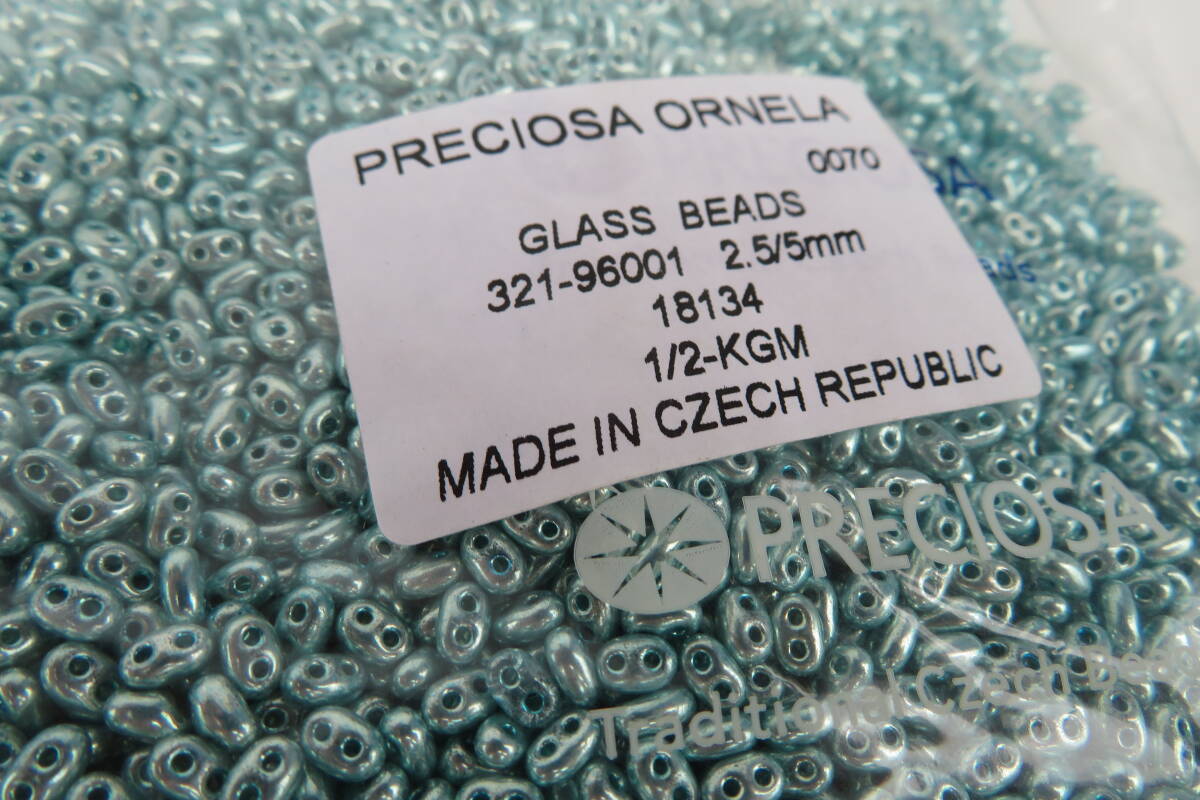 PRECIOSA ORNELA
0070
GLASS BEADS
321-96001 2.5/5mm
18134
1/2-KGM
MADE IN CZECH REPUBLIC
PRECIOSA
Traditional Czech